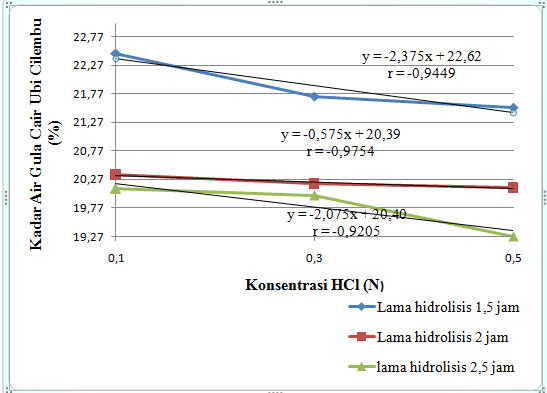 Kadar Air Gula Cair Ubi Cilembu
(%)
22,77
22,27
21,77
21,27
20,77
20,27
19,77
19,27
y = -2,375x + 22,62
r = -0,9449
y = -0,575x + 20,39
r = -0,9754
y = -2,075x + 20,40
r = -0,9205
0,1
0,3
0,5
Konsentrasi HCl (N)
Lama hidrolisis 1,5 jam
Lama hidrolisis 2 jam
lama hidrolisis 2,5 jam